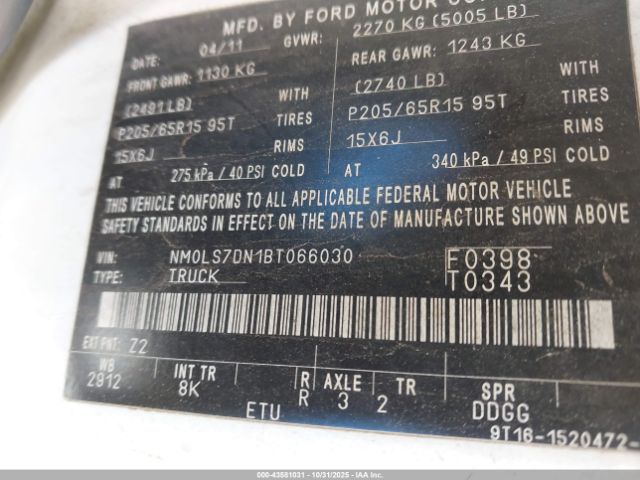 MFD. BY FORD MOTOR CO
DATE: 04/11 GVWR: 2270 KG (5005 LB)
FRONT GAWR: 1130 KG REAR GAWR: 1243 KG
(2491 LB) WITH (2740 LB) WITH
P205/65R15 95T TIRES P205/65R15 95T TIRES
15X6J RIMS 15X6J RIMS
AT 275 kPa / 40 PSI COLD AT 340 kPa / 49 PSI COLD
THIS VEHICLE CONFORMS TO ALL APPLICABLE FEDERAL MOTOR VEHICLE
SAFETY STANDARDS IN EFFECT ON THE DATE OF MANUFACTURE SHOWN ABOVE
VIN: NM0LS7DN1BT066030 F0398
TYPE: TRUCK T0343
EXT PNT: Z2
WB INT TR R AXLE TR SPR
2912 8K R 3 2 DDGG
ETU 9T16-1520472-
000-43581031 - 10/31/2025 - IAAI.com